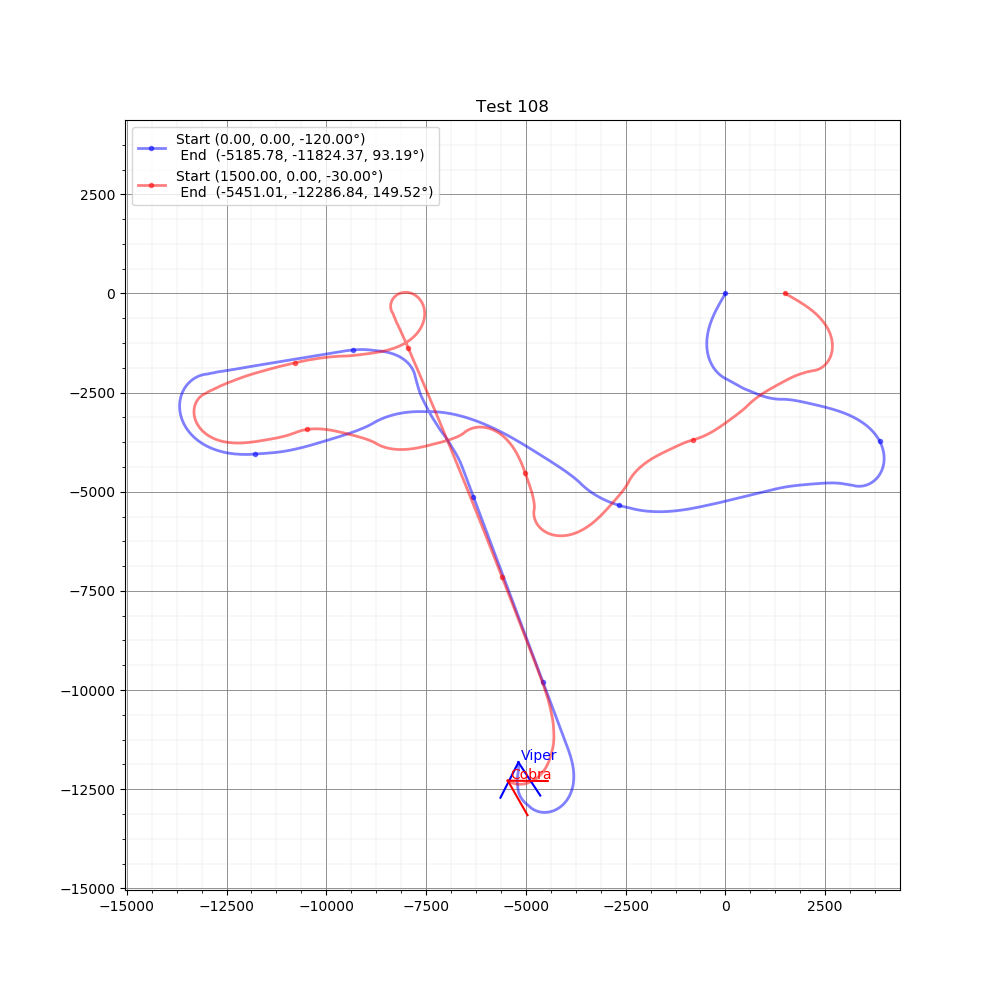 Test 108
Start (0.00, 0.00, -120.00°)
End (-5185.78, -11824.37, 93.19°)
Start (1500.00, 0.00, -30.00°)
End (-5451.01, -12286.84, 149.52°)
2500
0
−2500
−5000
−7500
−10000
−12500
−15000
Viper
Cobra
−15000 −12500 −10000 −7500 −5000 −2500 0 2500